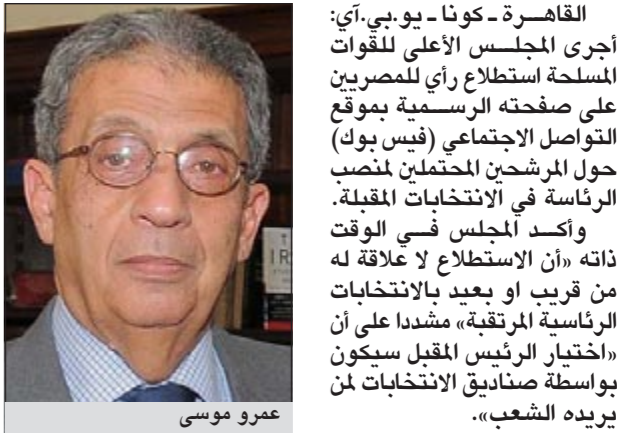 القاهرة ـ كونا ـ يو.بي.آي:
أجرى المجلس الأعلى للقوات
المسلحة استطلاع رأي للمصريين
على صفحته الرسمية بموقع
التواصل الاجتماعي (فيس بوك)
حول المرشحين المحتملين لمنصب
الرئاسة في الانتخابات المقبلة.
وأكد المجلس في الوقت
ذاته «أن الاستطلاع لا علاقة له
من قريب او بعيد بالانتخابات
الرئاسية المرتقبة» مشددا على أن
«اختيار الرئيس المقبل سيكون
بواسطة صناديق الانتخابات لمن
يريده الشعب».
عمرو موسى